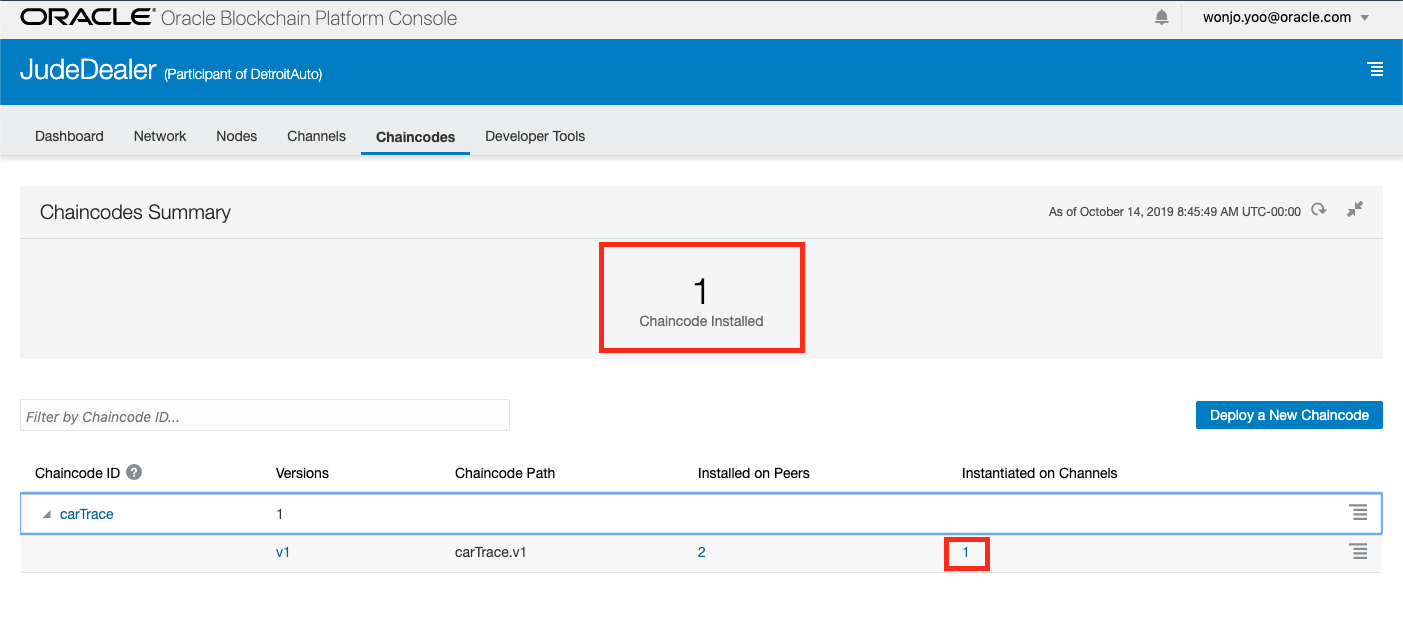 ORACLE® Oracle Blockchain Platform Console wonjo.yoo@oracle.com
JudeDealer (Participant of DetroitAuto)
Dashboard Network Nodes Channels Chaincodes Developer Tools
Chaincodes Summary As of October 14, 2019 8:45:49 AM UTC-00:00
1
Chaincode Installed
Filter by Chaincode ID... Deploy a New Chaincode
Chaincode ID ? Versions Chaincode Path Installed on Peers Instantiated on Channels
carTrace 1
v1 carTrace.v1 2 1